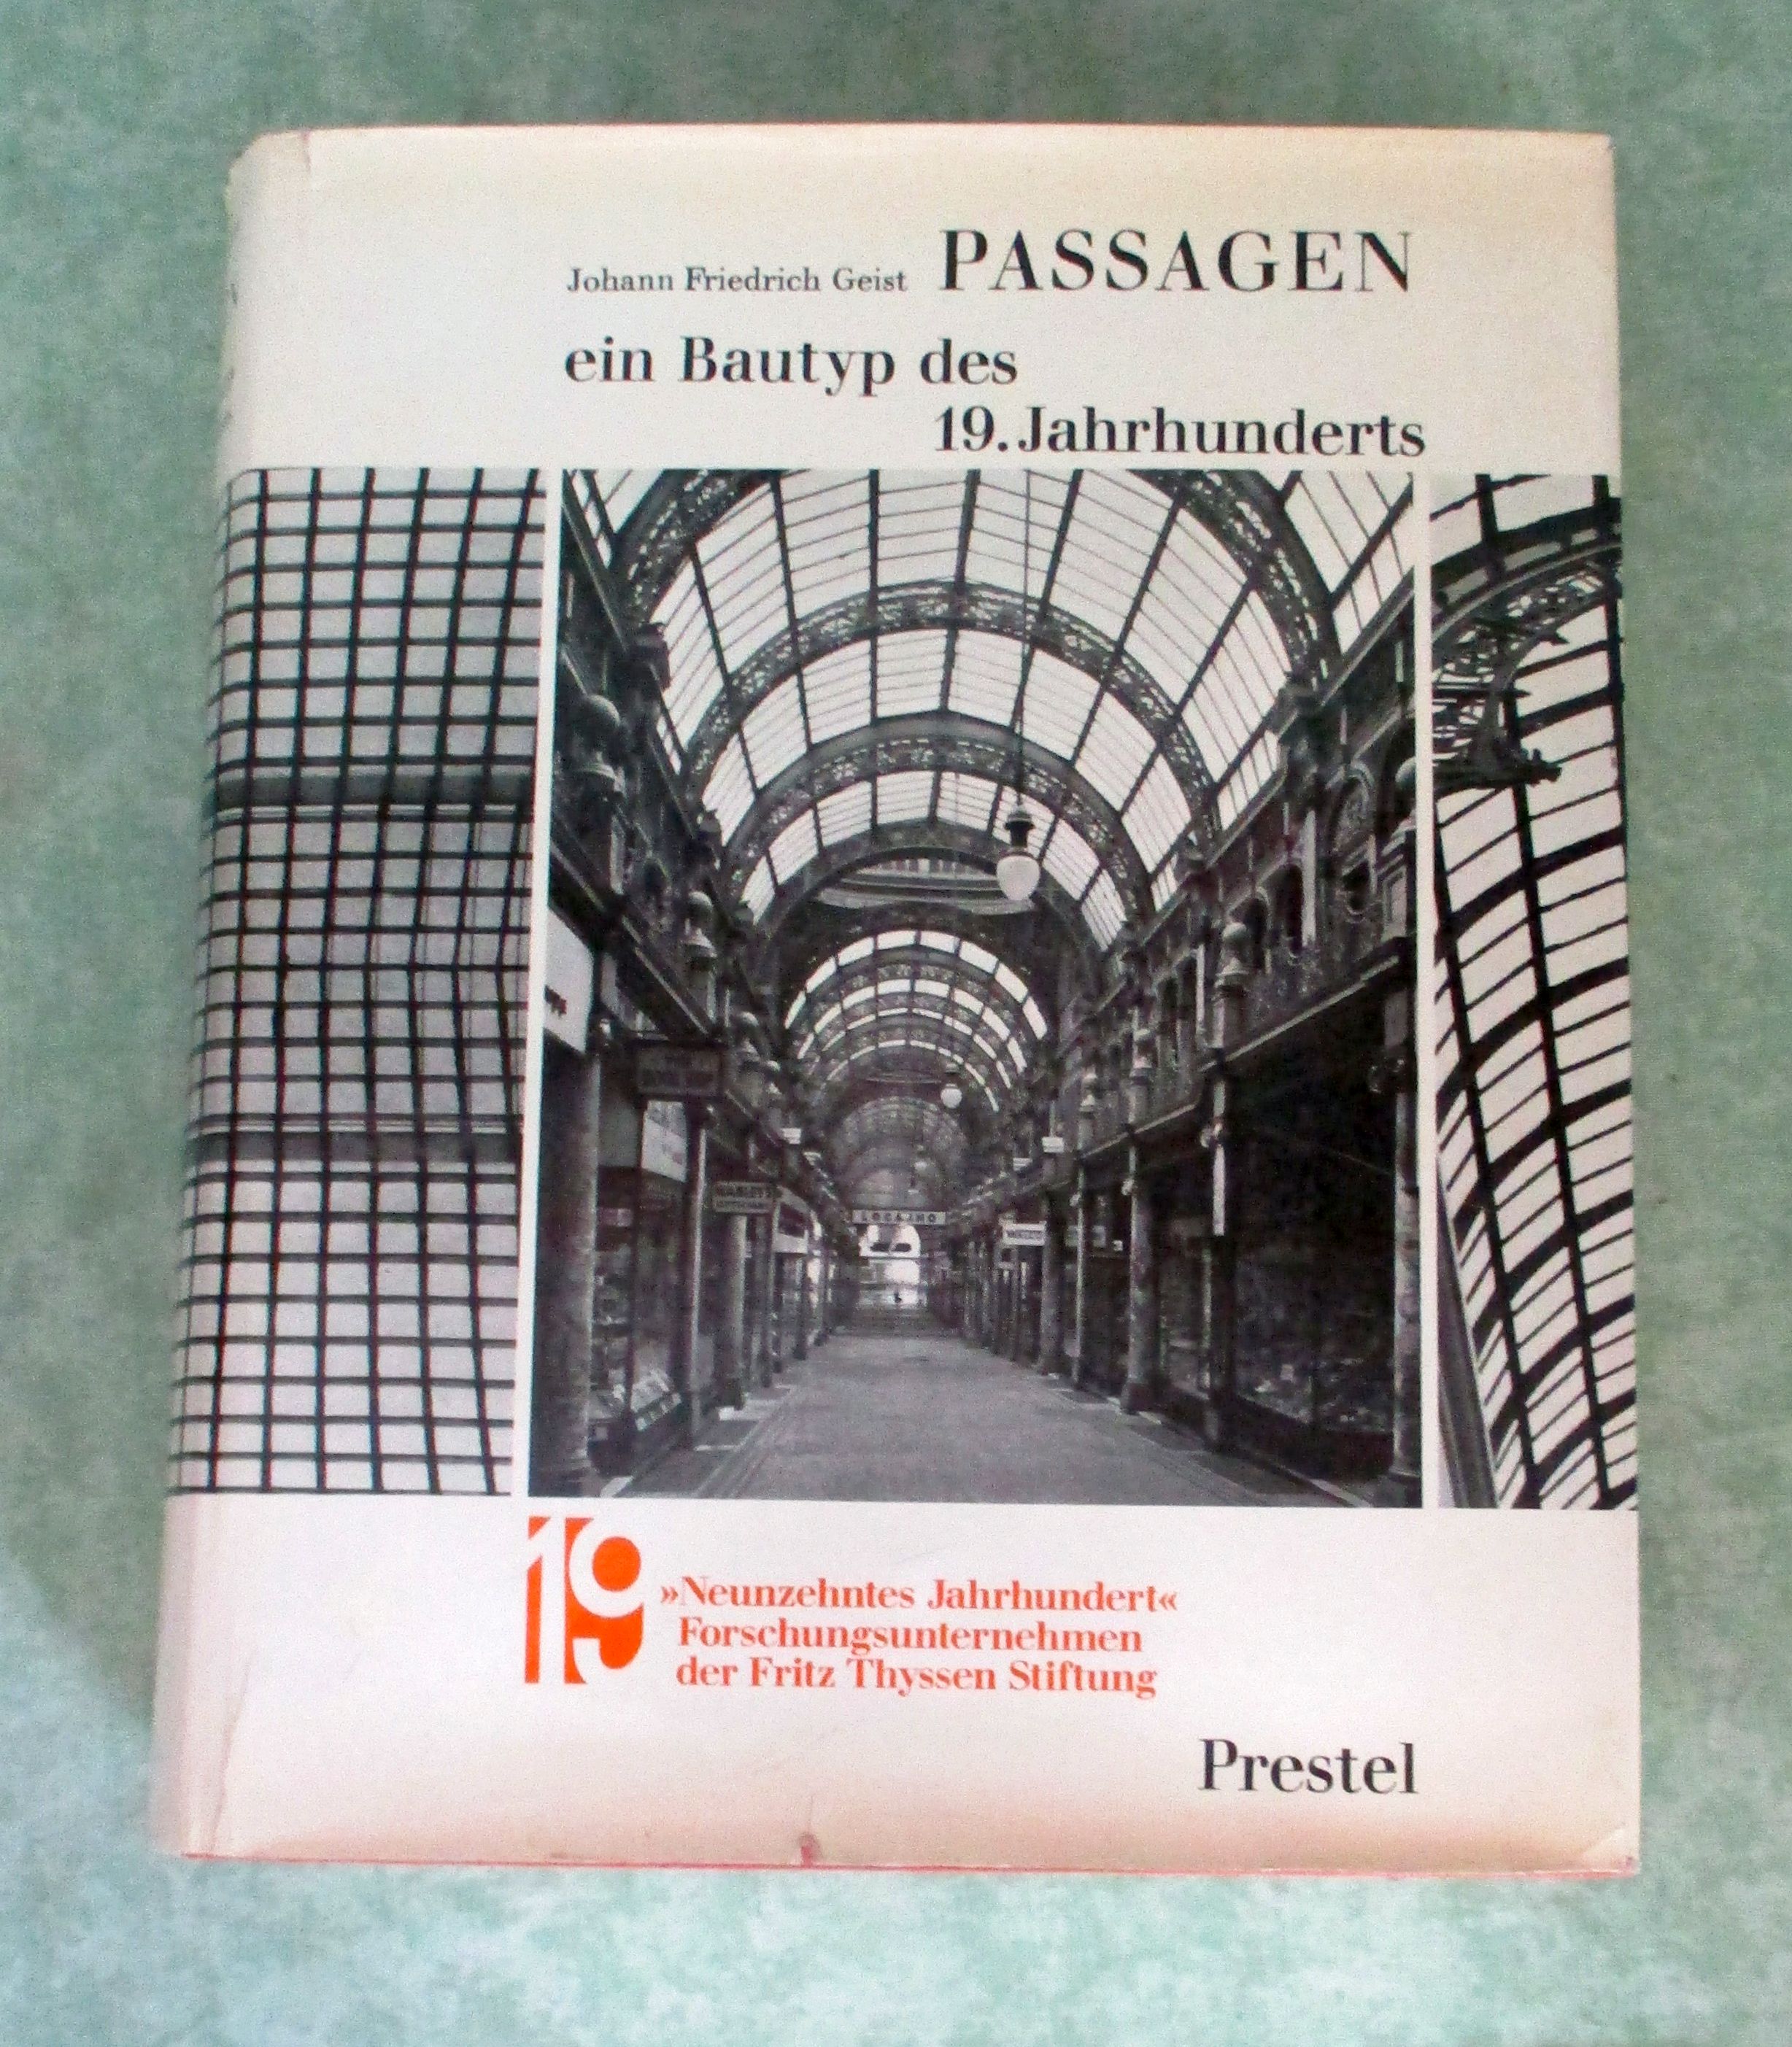 Johann Friedrich Geist PASSAGEN
ein Bautyp des
19. Jahrhunderts
19
»Neunzehntes Jahrhundert«
Forschungsunternehmen
der Fritz Thyssen Stiftung
Prestel